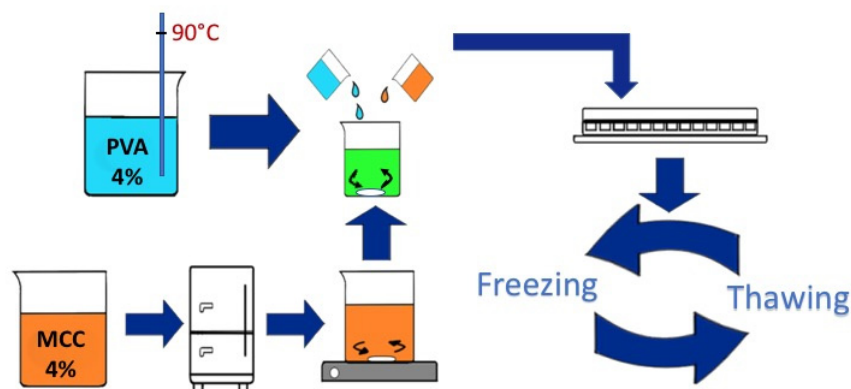 90°C
PVA
4%
MCC
4%
Freezing
Thawing